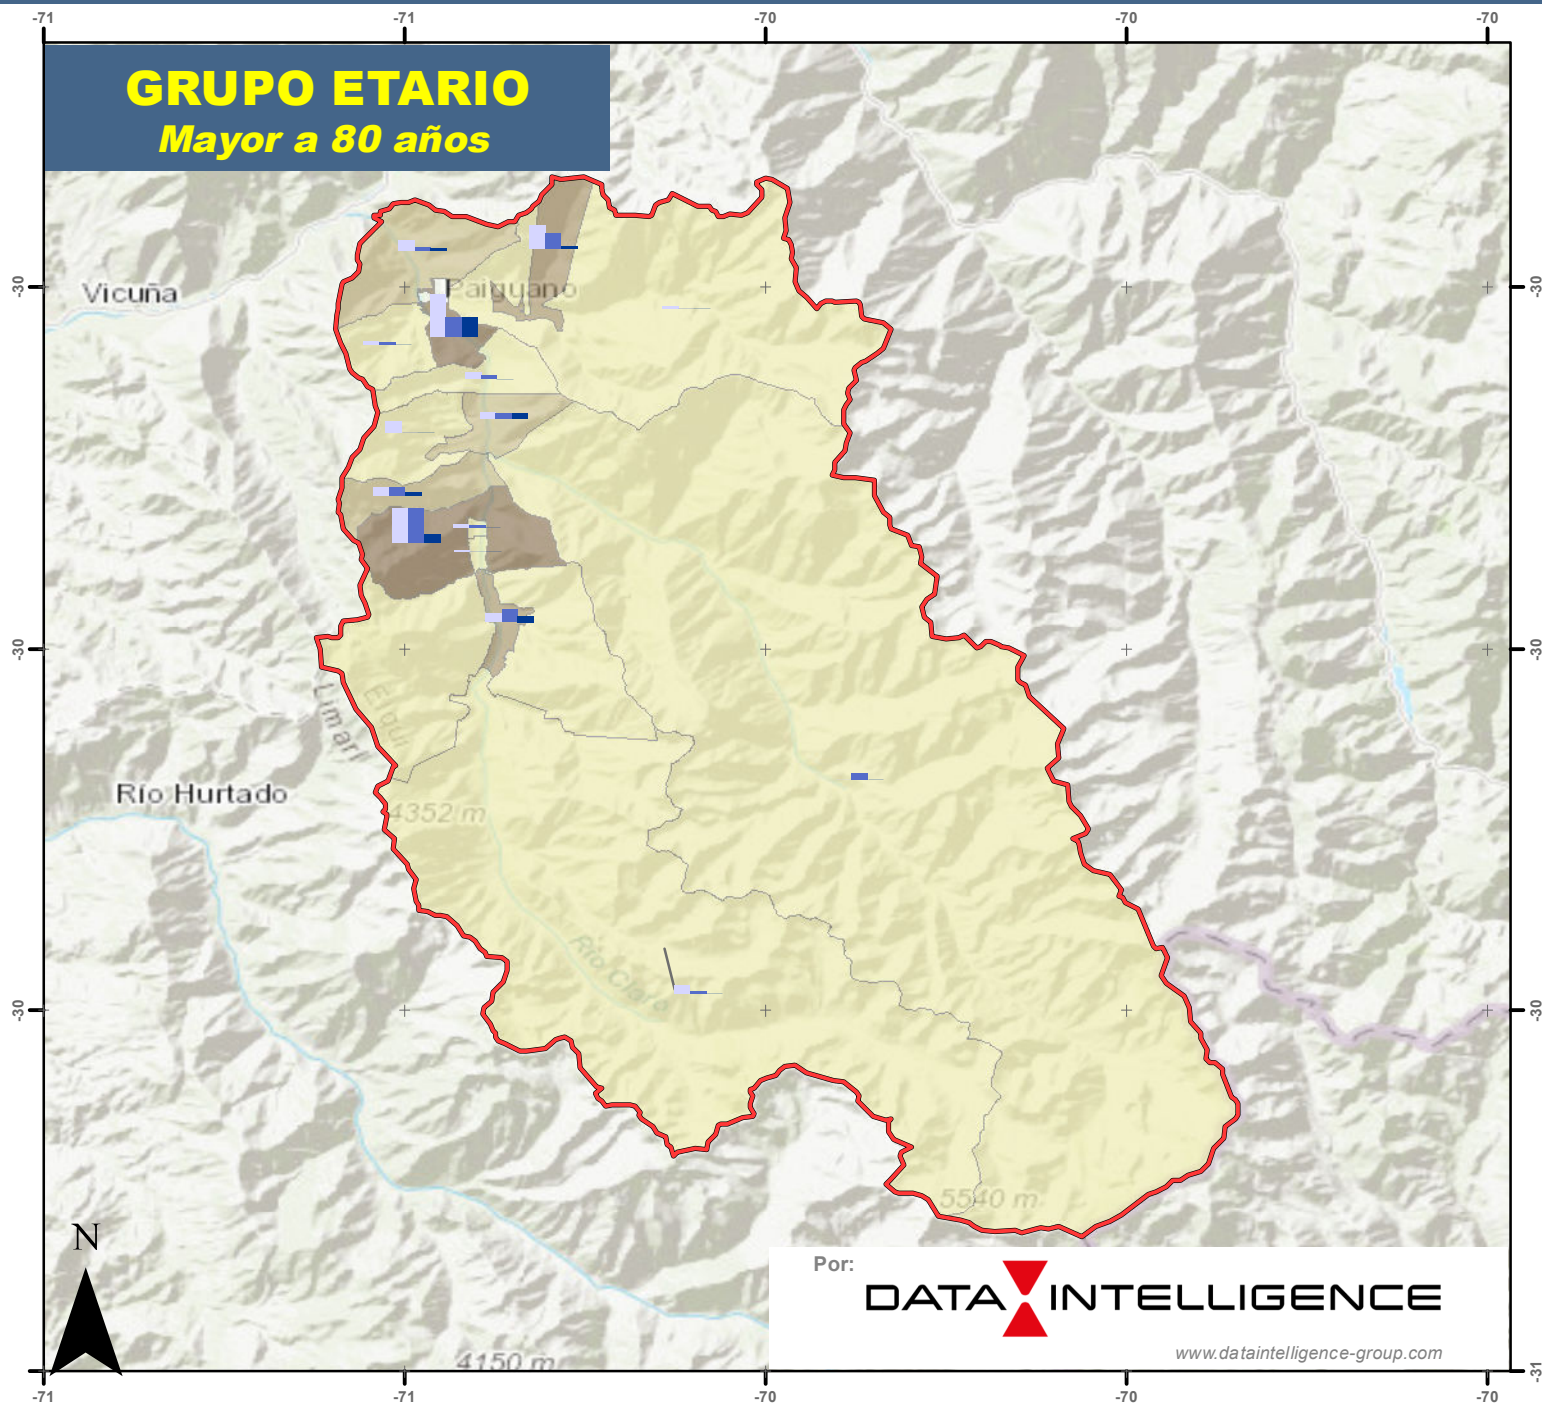 -71
-71
-70
-70
-70
GRUPO ETARIO
Mayor a 80 años
-30
-30
Vicuña
Paiguano
-30
-30
Elqui
Limarí
Río Hurtado
4352 m
Río Claro
-30
-30
5540 m
N
Por:
DATA INTELLIGENCE
www.dataintelligence-group.com
4150 m
-31
-71
-71
-70
-70
-70